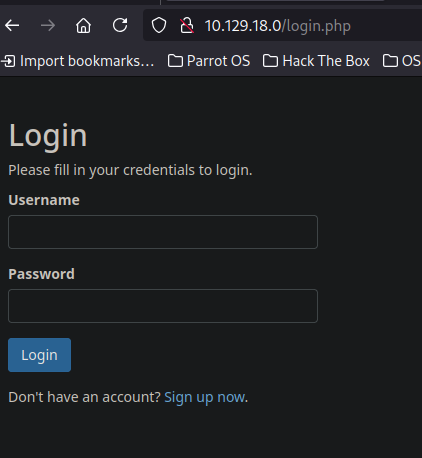 10.129.18.0/login.php
Import bookmarks... Parrot OS Hack The Box OS
Login
Please fill in your credentials to login.
Username
Password
Login
Don't have an account? Sign up now.